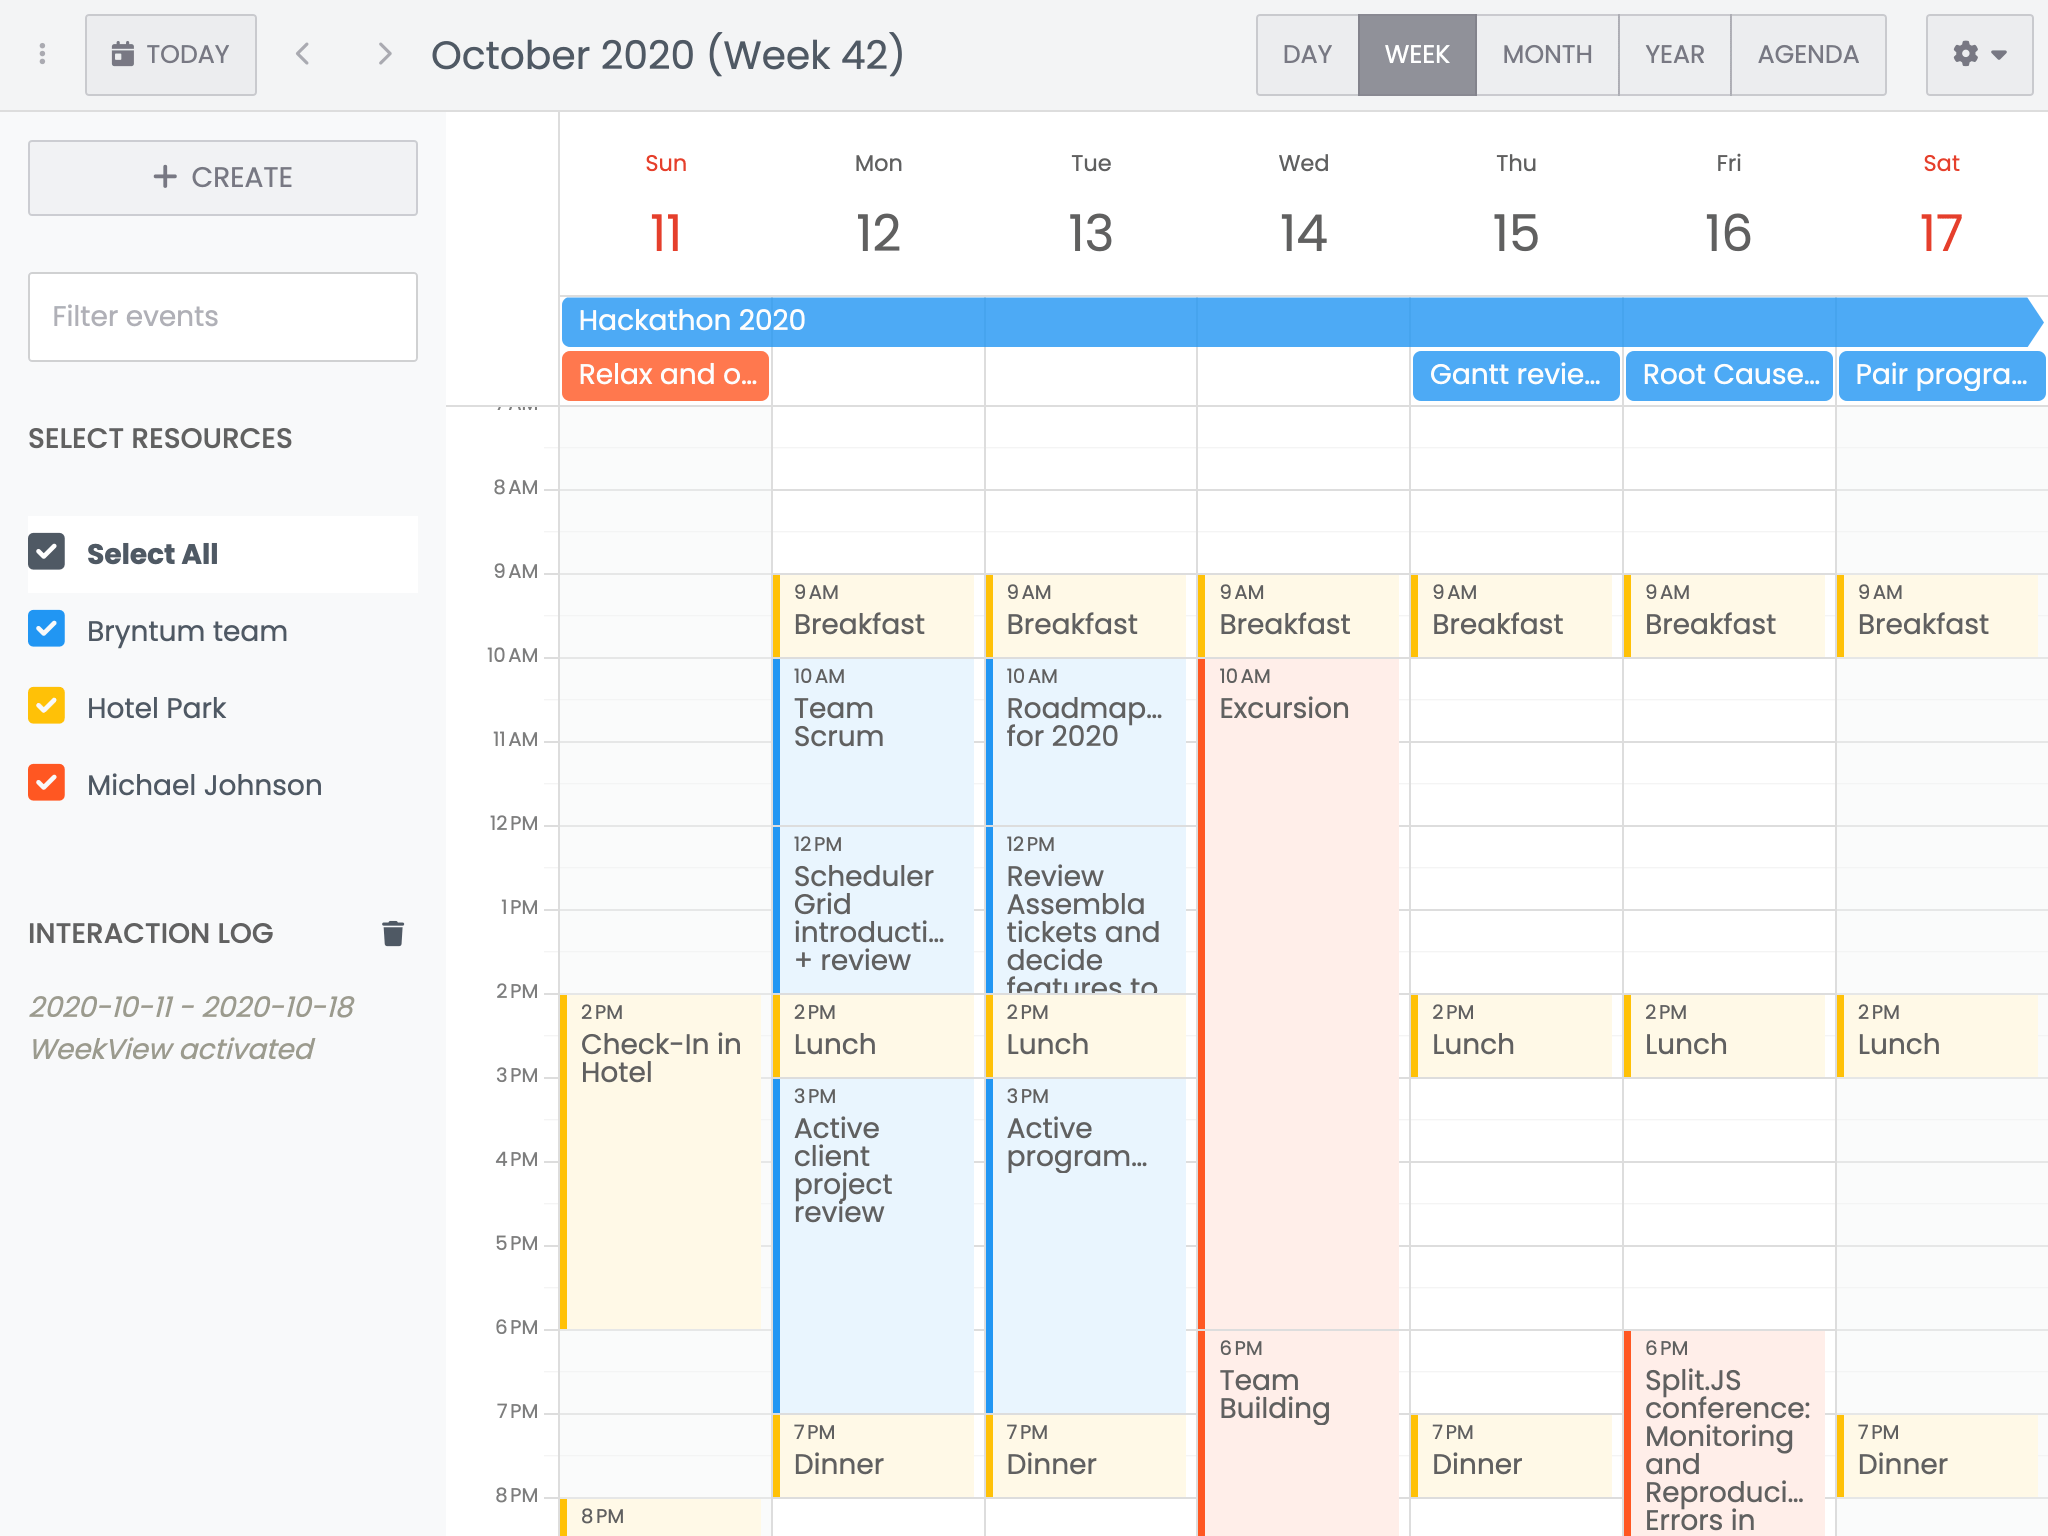 TODAY
October 2020 (Week 42)
DAY
WEEK
MONTH
YEAR
AGENDA
CREATE
Filter events
SELECT RESOURCES
Select All
Bryntum team
Hotel Park
Michael Johnson
INTERACTION LOG
2020-10-11 - 2020-10-18
WeekView activated
Sun
11
Mon
12
Tue
13
Wed
14
Thu
15
Fri
16
Sat
17
Hackathon 2020
Relax and o...
Gantt revie...
Root Cause...
Pair progra...
7 AM
8 AM
9 AM
10 AM
11 AM
12 PM
1 PM
2 PM
3 PM
4 PM
5 PM
6 PM
7 PM
8 PM
2 PM
Check-In in
Hotel
8 PM
9 AM
Breakfast
10 AM
Team
Scrum
12 PM
Scheduler
Grid
introducti...
+ review
2 PM
Lunch
3 PM
Active
client
project
review
7 PM
Dinner
9 AM
Breakfast
10 AM
Roadmap...
for 2020
12 PM
Review
Assembla
tickets and
decide
features to
2 PM
Lunch
3 PM
Active
program...
7 PM
Dinner
9 AM
Breakfast
10 AM
Excursion
6 PM
Team
Building
9 AM
Breakfast
2 PM
Lunch
7 PM
Dinner
9 AM
Breakfast
2 PM
Lunch
6 PM
Split.JS
conference:
Monitoring
and
Reproduci...
Errors in
9 AM
Breakfast
2 PM
Lunch
7 PM
Dinner